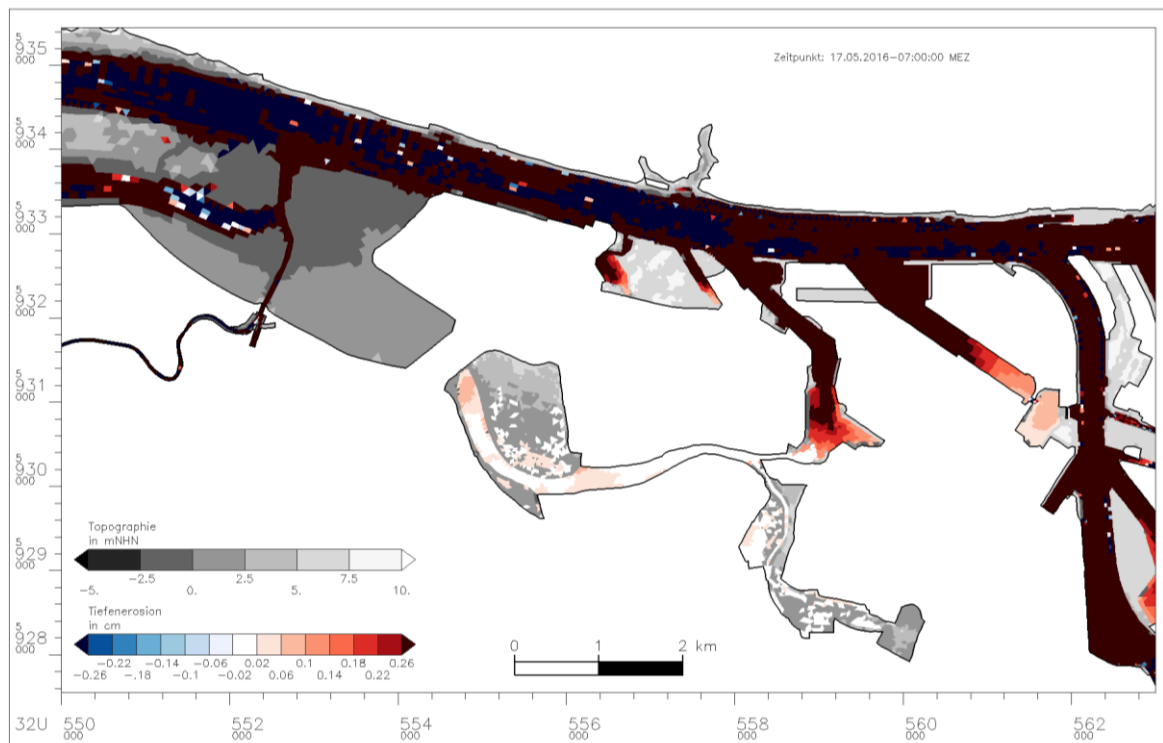 Zeitpunkt: 17.05.2016-07:00:00 MEZ
5 935 000
5 934 000
5 933 000
5 932 000
5 931 000
5 930 000
5 929 000
5 928 000
Topographie
in mNHN
-2.5 2.5 7.5
-5. 0. 5. 10.
Tiefenerosion
in cm
-0.22 -0.14 -0.06 0.02 0.1 0.18 0.26
-0.26 -.18 -0.1 -0.02 0.06 0.14 0.22
0 1 2 km
32U 550 552 554 556 558 560 562
000 000 000 000 000 000 000